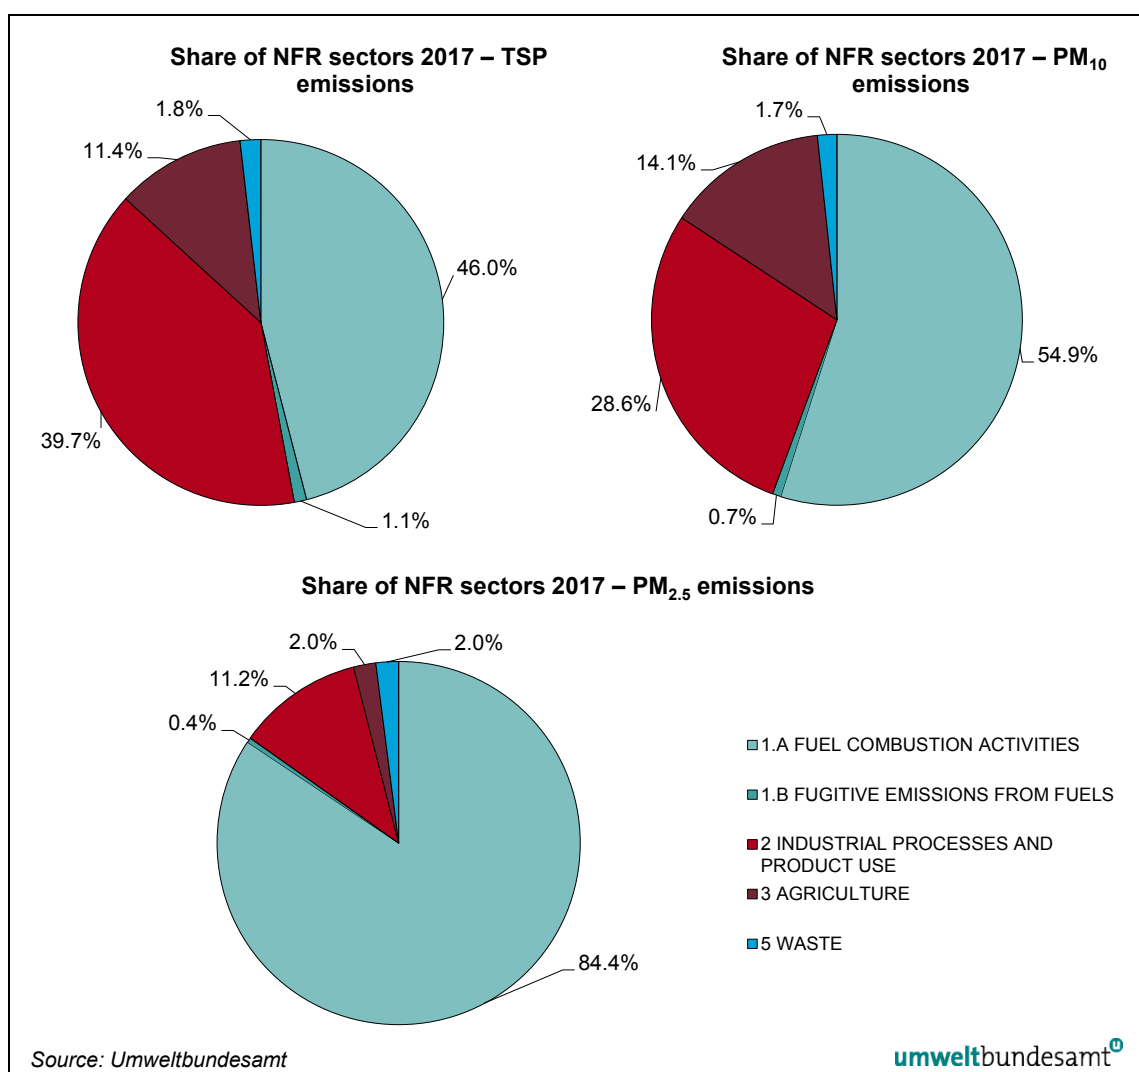 Share of NFR sectors 2017 – TSP
emissions
1.8%
11.4%
46.0%
39.7%
1.1%
Share of NFR sectors 2017 – PM10
emissions
1.7%
14.1%
54.9%
28.6%
0.7%
Share of NFR sectors 2017 – PM2.5 emissions
2.0%
2.0%
11.2%
0.4%
84.4%
1.A FUEL COMBUSTION ACTIVITIES
1.B FUGITIVE EMISSIONS FROM FUELS
2 INDUSTRIAL PROCESSES AND
PRODUCT USE
3 AGRICULTURE
5 WASTE
Source: Umweltbundesamt
umweltbundesamt
u